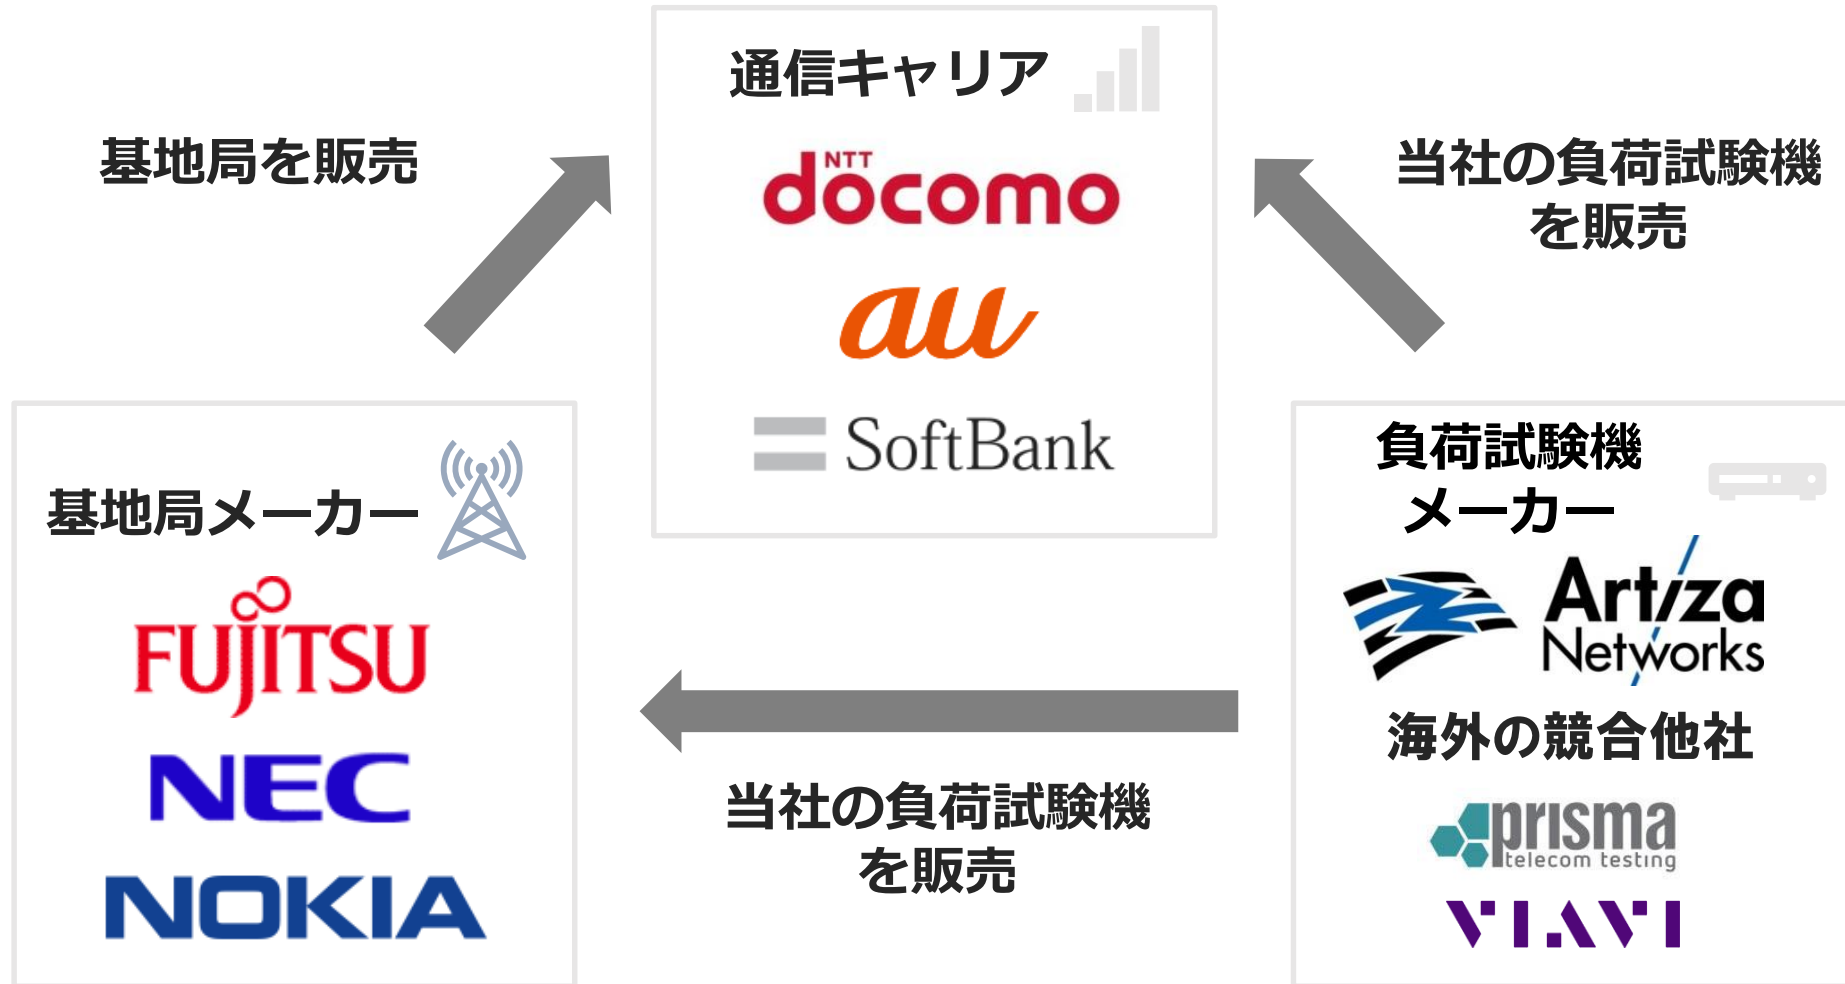 通信キャリア
NTT
docomo
au
SoftBank
基地局を販売
当社の負荷試験機
を販売
基地局メーカー
FUJITSU
NEC
NOKIA
当社の負荷試験機
を販売
負荷試験機
メーカー
Artiza
Networks
海外の競合他社
prisma
telecom testing
VIAVI